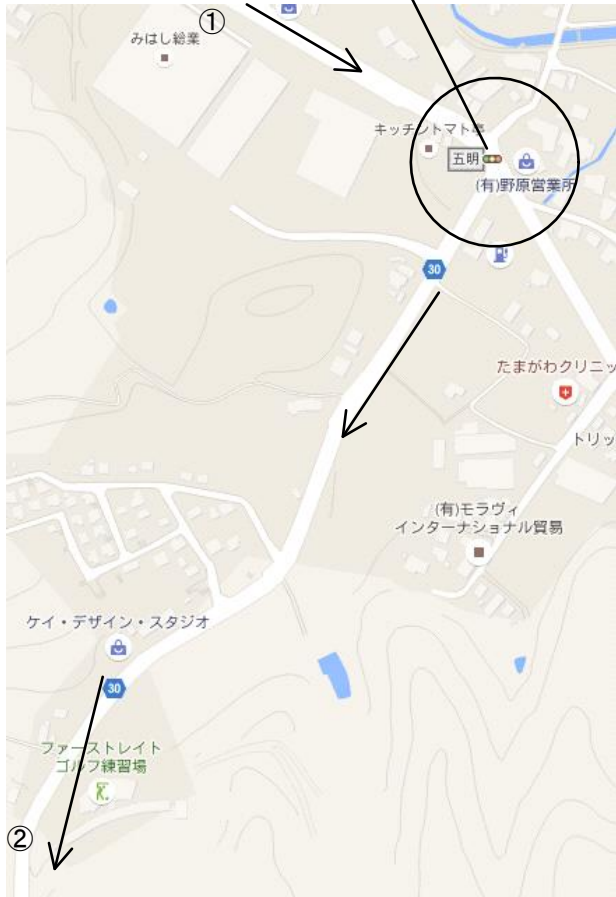 ①
みはし総業
キッチントマト亭
五明
(有)野原営業所
30
たまがわクリニッ
トリッ
(有)モラヴィ
インターナショナル貿易
ケイ・デザイン・スタジオ
30
ファーストレイト
ゴルフ練習場
②